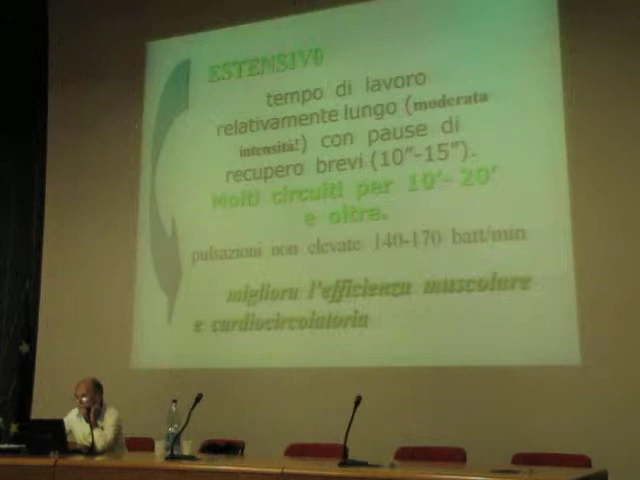 ESTENSIVO
tempo di lavoro
relativamente lungo (moderata
intensità!) con pause di
recupero brevi (10"-15").
Molti circuiti per 10'- 20'
e oltre.
pulsazioni non elevate 140-170 batt/min
migliora l'efficienza muscolare
e cardiocircolatoria